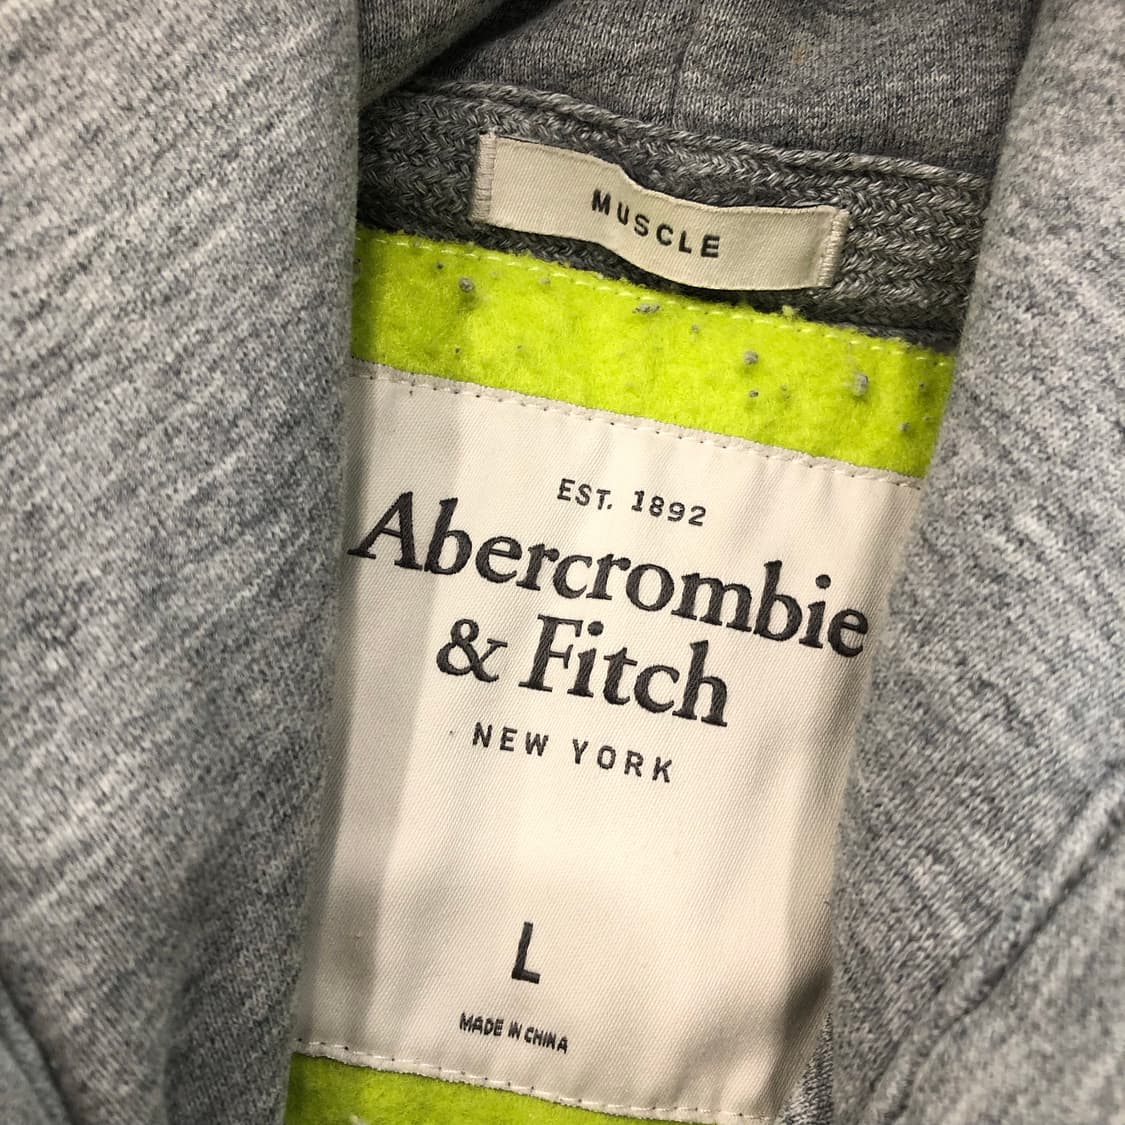 MUSCLE
EST. 1892
Abercrombie
& Fitch
NEW YORK
L
MADE IN CHINA